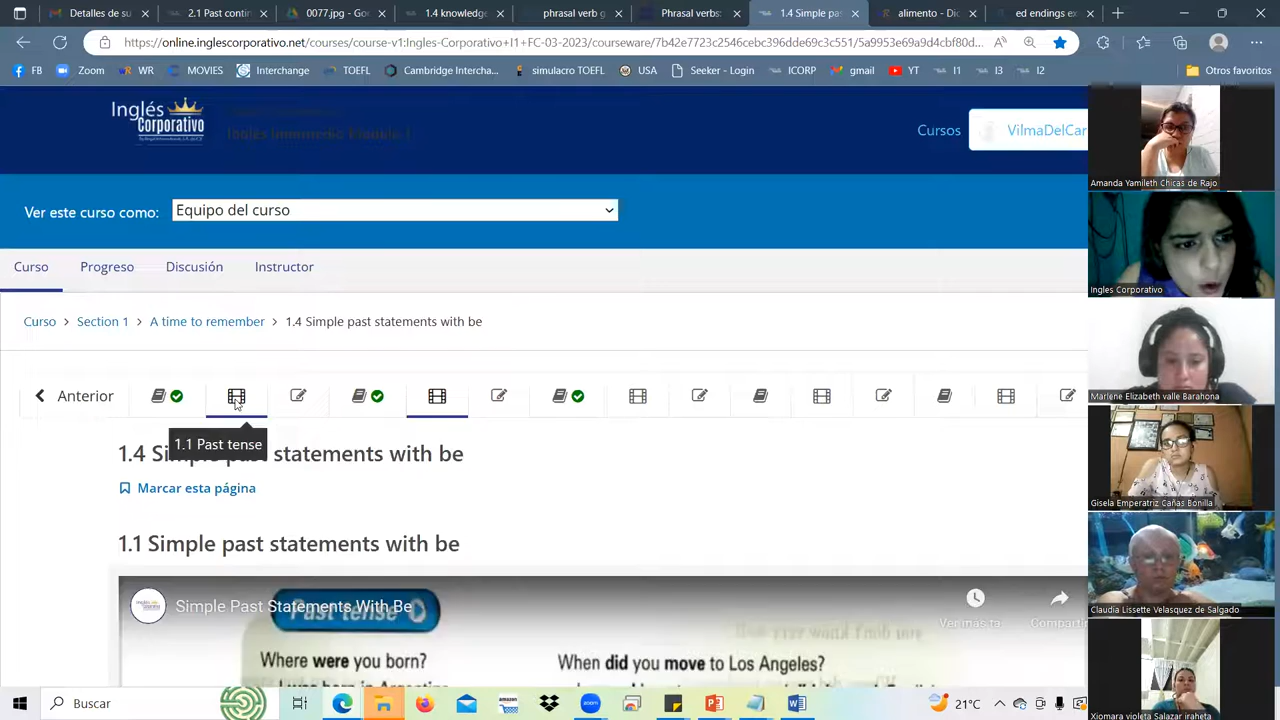 Detalles de su
2.1 Past contin
0077.jpg - Goo
1.4 knowledge
phrasal verb g
Phrasal verbs:
1.4 Simple pas
alimento - Dic
ed endings ex
https://online.inglescorporativo.net/courses/course-v1:Ingles-Corporativo+I1+FC-03-2023/courseware/7b42e7723c2546cebc396dde69c3c551/5a9953e69a9d4cbf80d...
FB
Zoom
WR
MOVIES
Interchange
TOEFL
Cambridge Intercha...
simulacro TOEFL
USA
Seeker - Login
ICORP
gmail
YT
I1
I3
I2
Otros favoritos
Inglés
Corporativo
Cursos
VilmaDelCar
Ver este curso como:
Equipo del curso
Curso
Progreso
Discusión
Instructor
Curso > Section 1 > A time to remember > 1.4 Simple past statements with be
Anterior
1.1 Past tense
1.4 Simple past statements with be
Marcar esta página
1.1 Simple past statements with be
Simple Past Statements With Be
Past tense
Ver más ta
Comparti
Where were you born?
When did you move to Los Angeles?
Amanda Yamileth Chicas de Rajo
Ingles Corporativo
Marlene Elizabeth valle Barahona
Gisela Emperatriz Cañas Bonilla
Claudia Lissette Velasquez de Salgado
Xiomara violeta Salazar iraheta
Buscar
21°C